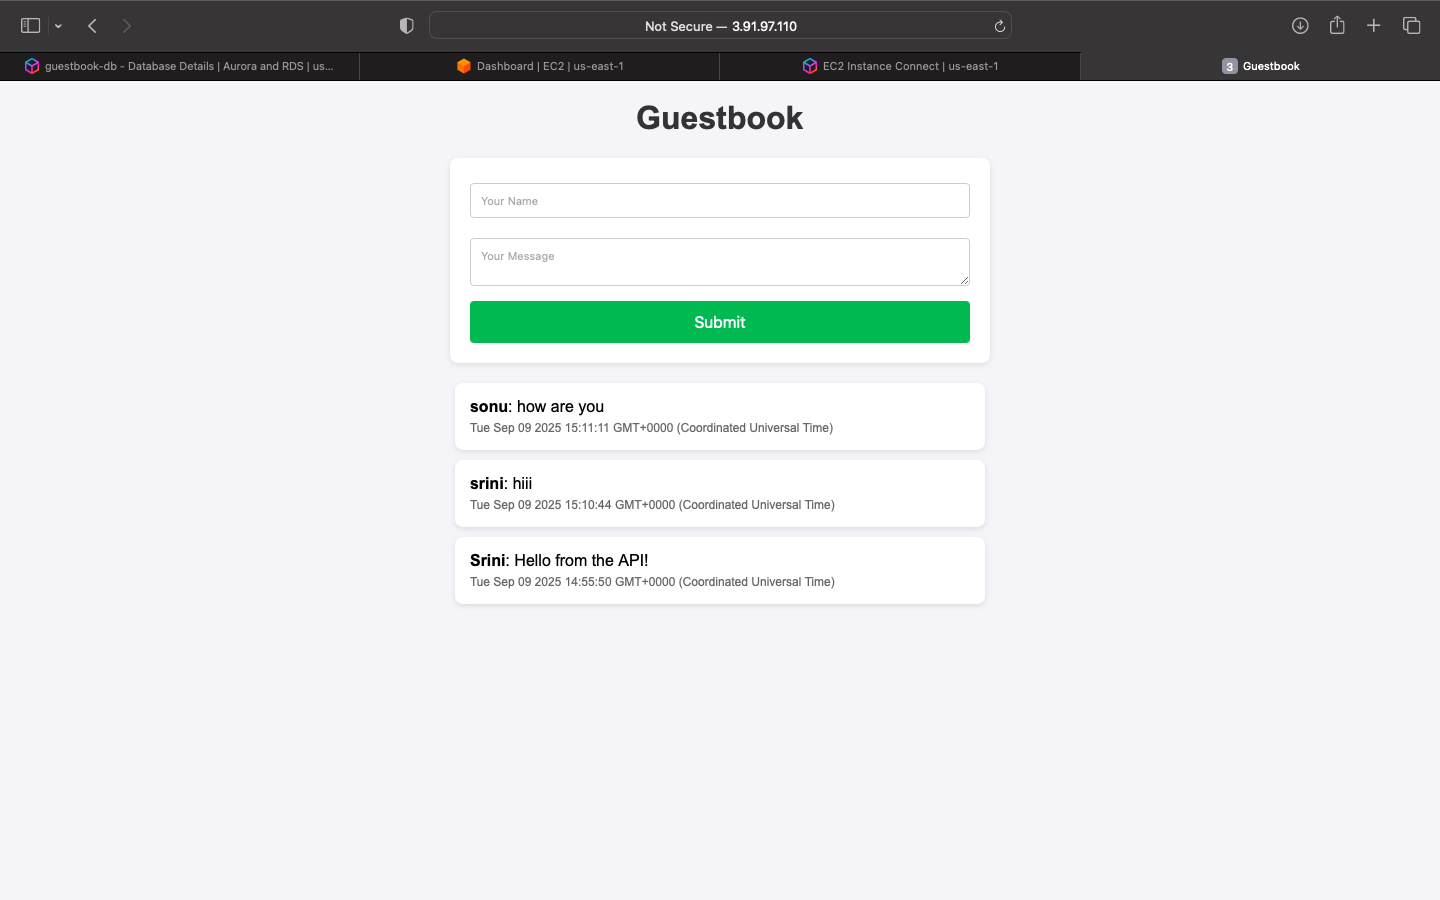 Not Secure — 3.91.97.110
guestbook-db - Database Details | Aurora and RDS | us...
Dashboard | EC2 | us-east-1
EC2 Instance Connect | us-east-1
3 Guestbook
Guestbook
Your Name
Your Message
Submit
sonu: how are you
Tue Sep 09 2025 15:11:11 GMT+0000 (Coordinated Universal Time)
srini: hiii
Tue Sep 09 2025 15:10:44 GMT+0000 (Coordinated Universal Time)
Srini: Hello from the API!
Tue Sep 09 2025 14:55:50 GMT+0000 (Coordinated Universal Time)